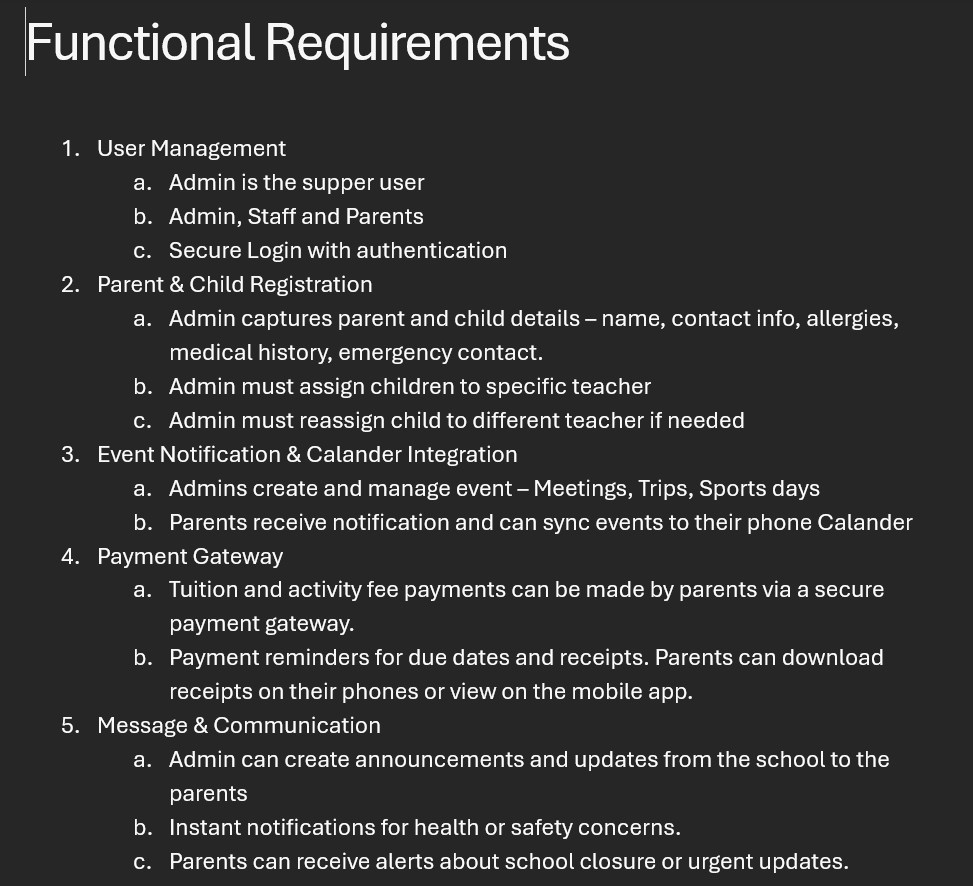 Functional Requirements
1. User Management
a. Admin is the supper user
b. Admin, Staff and Parents
c. Secure Login with authentication
2. Parent & Child Registration
a. Admin captures parent and child details – name, contact info, allergies,
medical history, emergency contact.
b. Admin must assign children to specific teacher
c. Admin must reassign child to different teacher if needed
3. Event Notification & Calander Integration
a. Admins create and manage event – Meetings, Trips, Sports days
b. Parents receive notification and can sync events to their phone Calander
4. Payment Gateway
a. Tuition and activity fee payments can be made by parents via a secure
payment gateway.
b. Payment reminders for due dates and receipts. Parents can download
receipts on their phones or view on the mobile app.
5. Message & Communication
a. Admin can create announcements and updates from the school to the
parents
b. Instant notifications for health or safety concerns.
c. Parents can receive alerts about school closure or urgent updates.